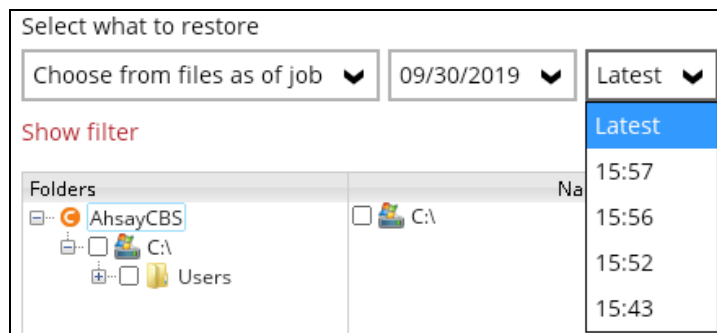 Select what to restore
Choose from files as of job 09/30/2019 Latest
Show filter
Latest
15:57
15:56
15:52
15:43
Folders Na
AhsayCBS C:\
C:\
Users